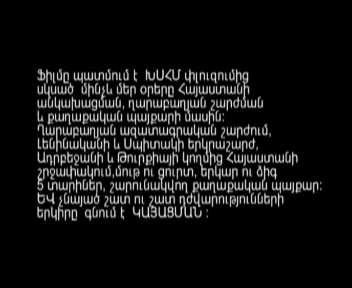 Ֆիլմը պատմում է ԽՍՀՄ փլուզումից
սկսած մինչև մեր օրերը Հայաստանի
անկախացման, ղարաբաղյան շարժման
և քաղաքական պայքարի մասին:
Ղարաբաղյան ազատագրական շարժում,
Լենինականի և Սպիտակի երկրաշարժ,
Ադրբեջանի և Թուրքիայի կողմից Հայաստանի
շրջափակում,մութ ու ցուրտ, երկար ու ձիգ
5 տարիներ, շարունակվող քաղաքական պայքար:
ԵՎ չնայած շատ ու շատ դժվարությունների
երկիրը գնում է ԿԱՅԱՑՄԱՆ :